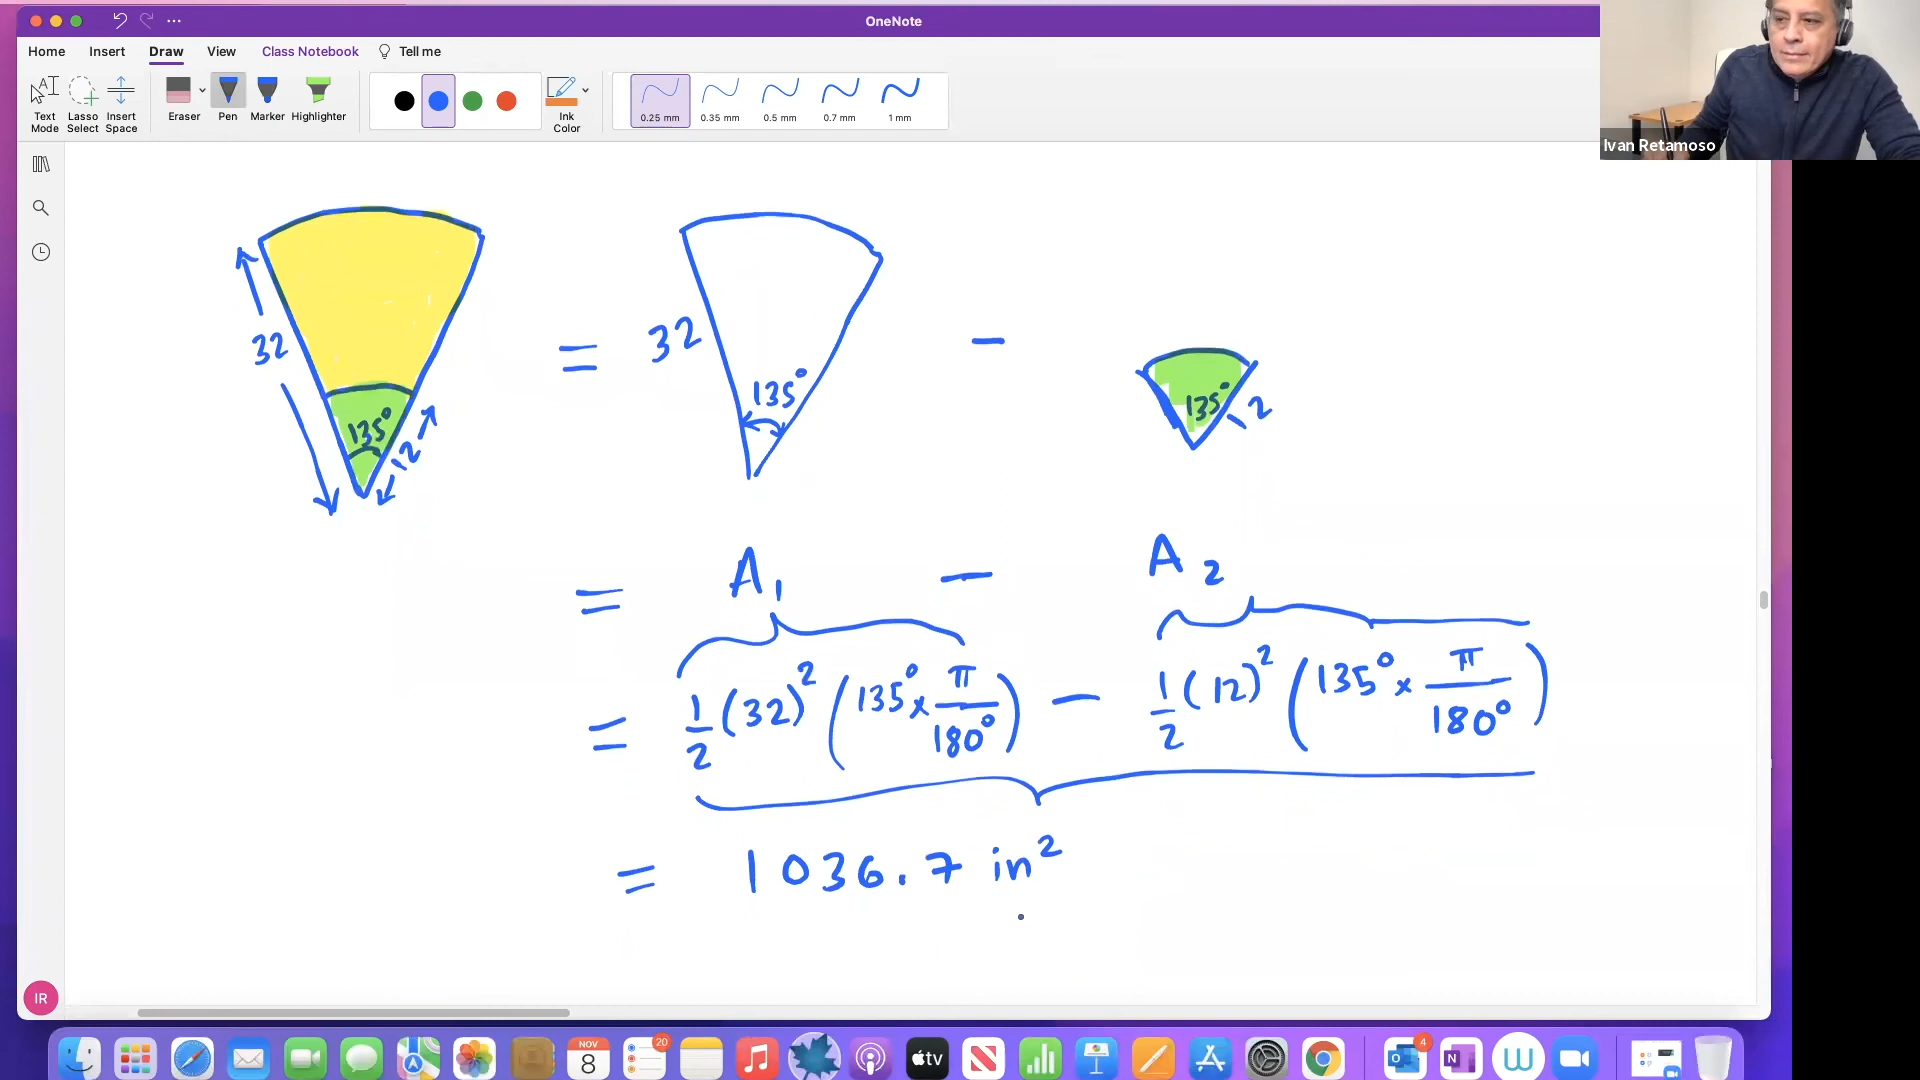 OneNote
Home Insert Draw View Class Notebook Tell me
Text Mode Lasso Select Insert Space Eraser Pen Marker Highlighter Ink Color 0.25 mm 0.35 mm 0.5 mm 0.7 mm 1 mm
Ivan Retamoso
32 135° 12 = 32 135° - 135° 12
= A₁ - A₂
= 1/2 (32)² (135° × π/180°) - 1/2 (12)² (135° × π/180°)
= 1036.7 in²
IR
NOV 8 20 tv 4 N W